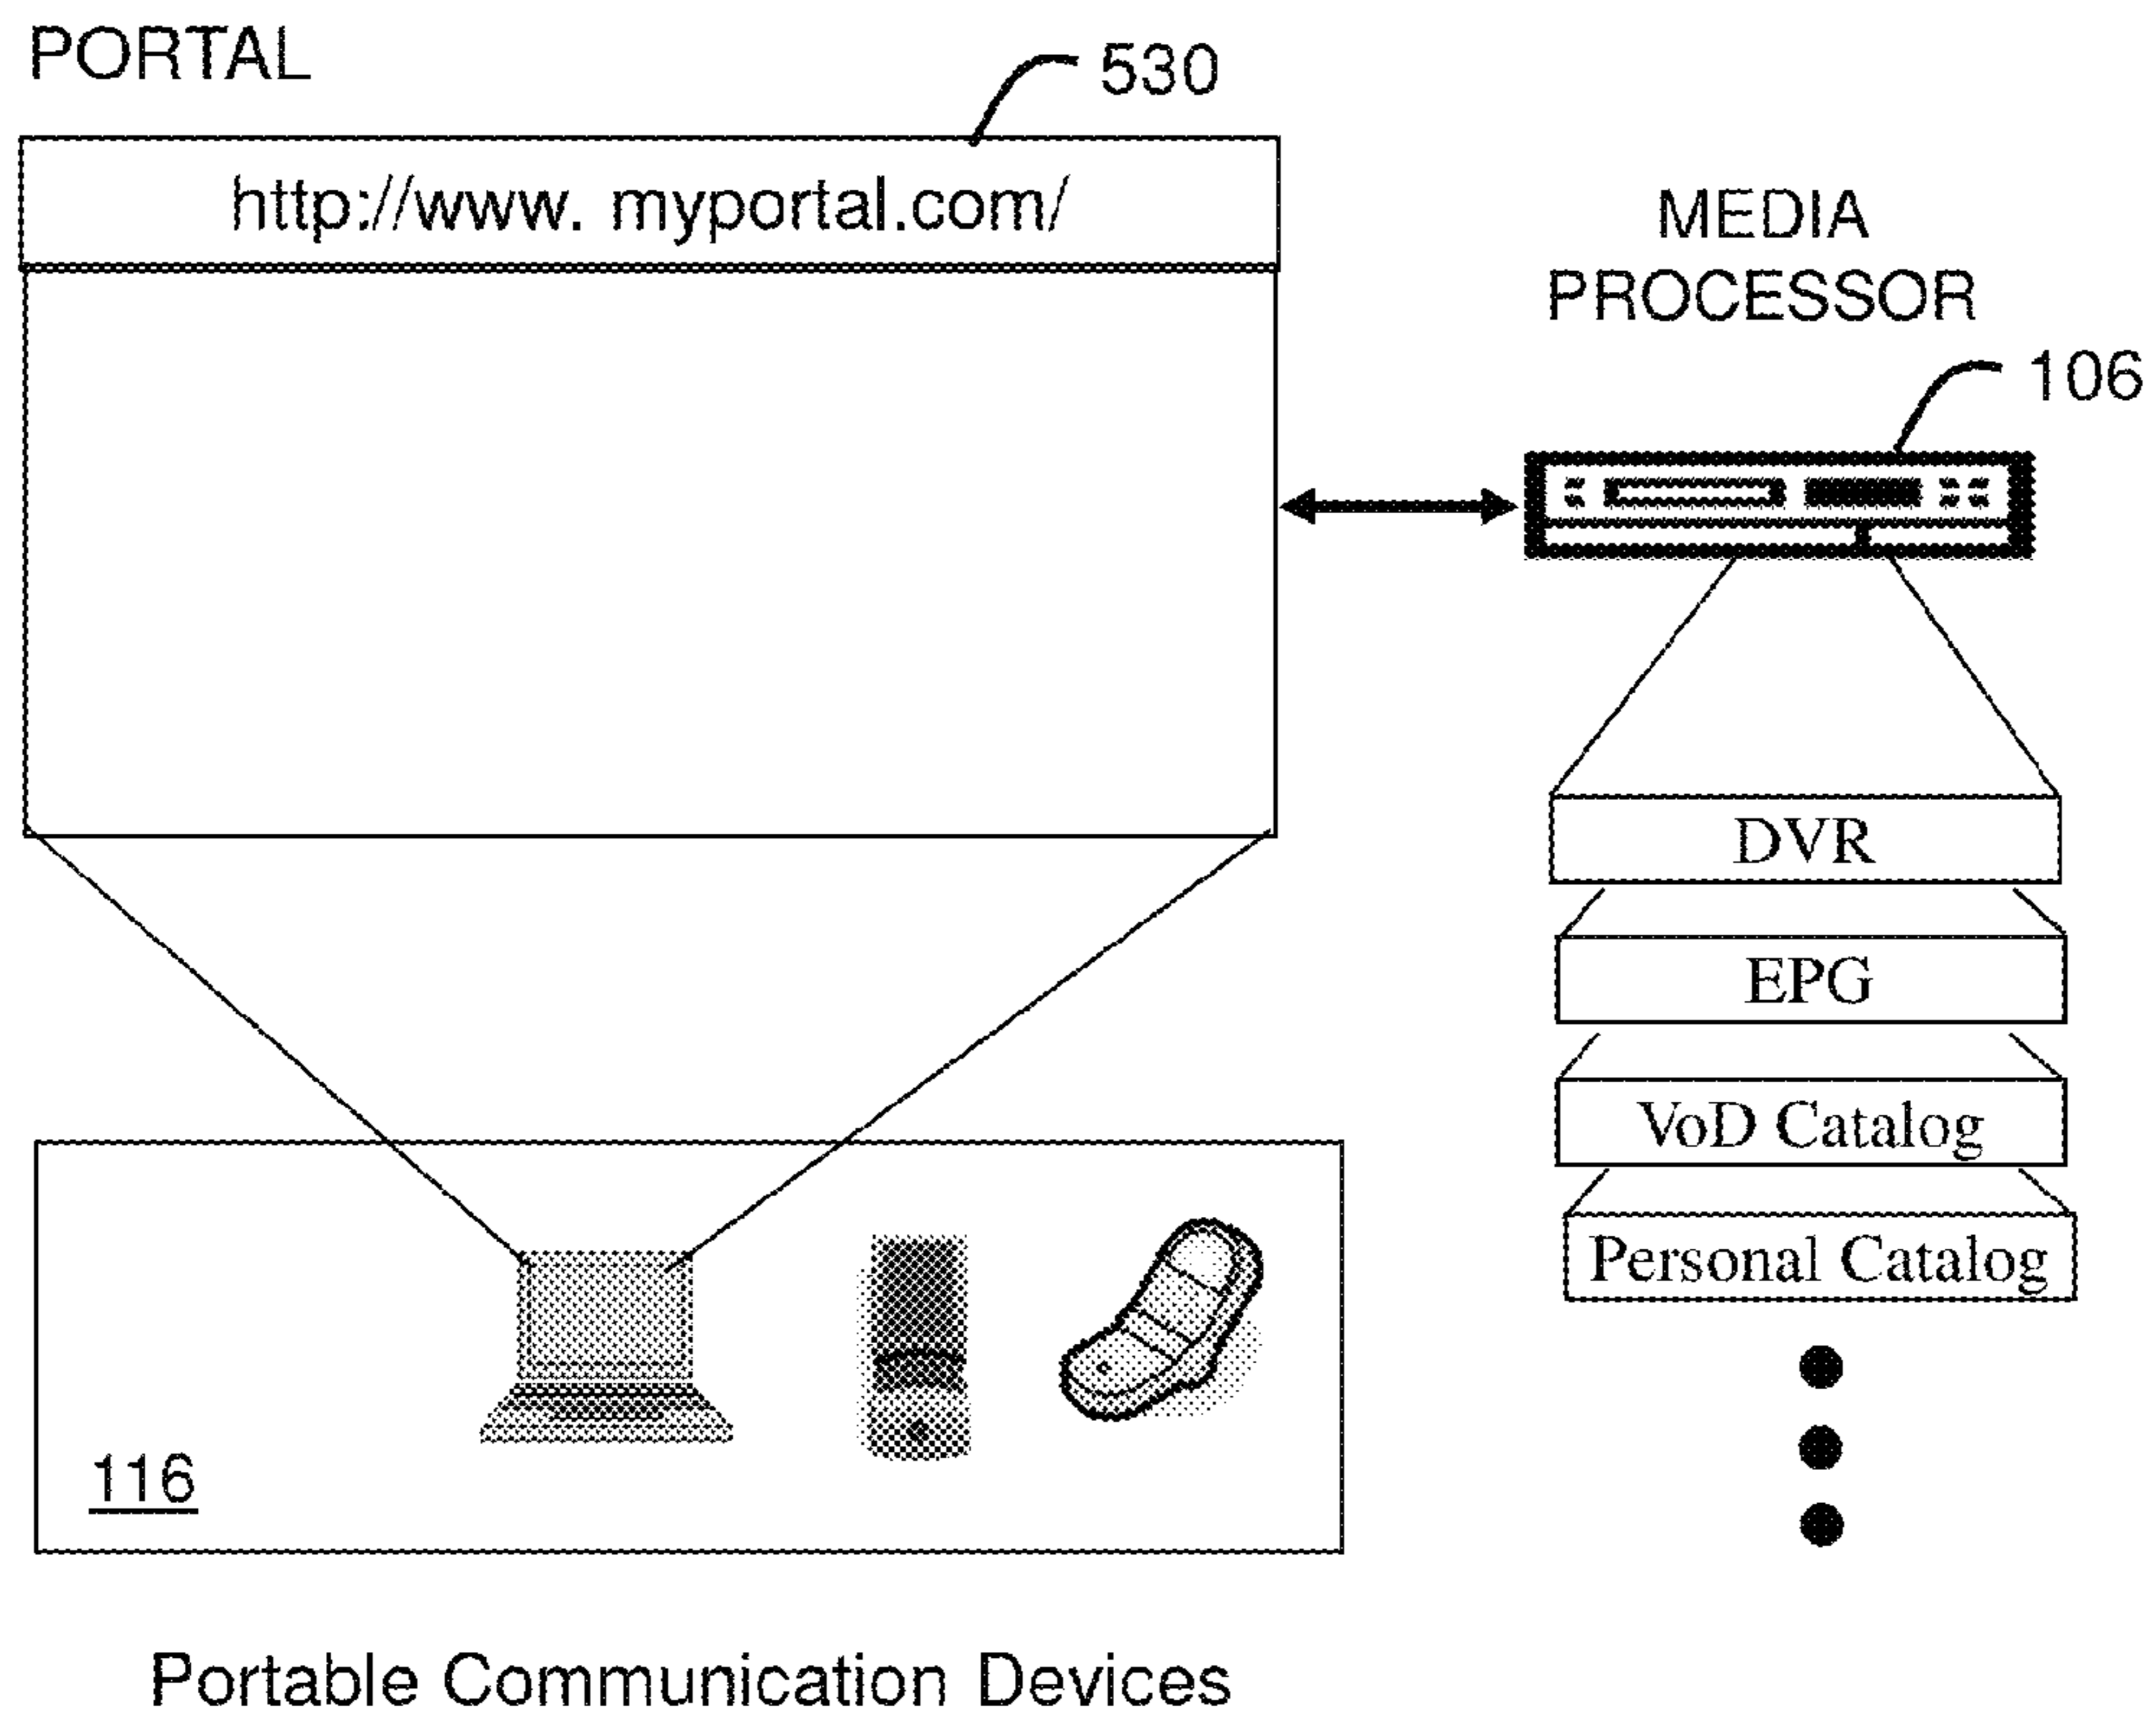 PORTAL
530
http://www. myportal.com/
MEDIA
PROCESSOR
106
DVR
EPG
VoD Catalog
Personal Catalog
116
Portable Communication Devices